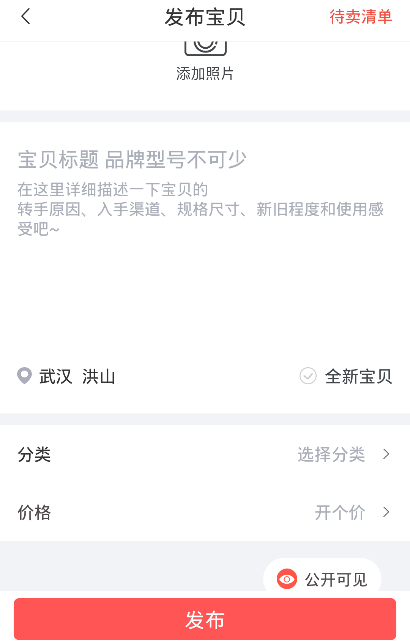 发布宝贝
待卖清单
添加照片
宝贝标题 品牌型号不可少
在这里详细描述一下宝贝的
转手原因、入手渠道、规格尺寸、新旧程度和使用感
受吧~
武汉 洪山
全新宝贝
分类
选择分类
价格
开个价
公开可见
发布